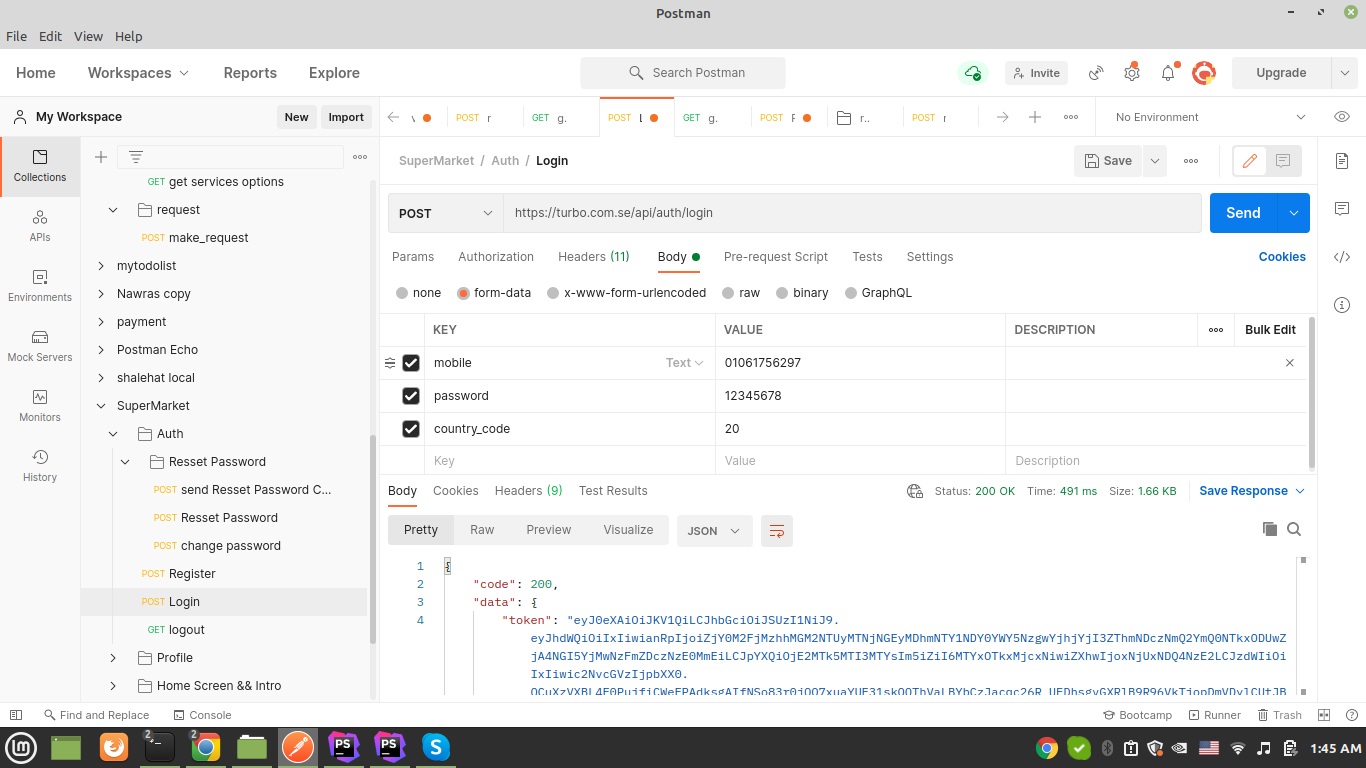 Postman
File Edit View Help
Home Workspaces Reports Explore Search Postman Invite Upgrade
My Workspace New Import
POST r GET g. POST L GET g. POST r.. POST No Environment
Collections
APIs
Environments
Mock Servers
Monitors
History
GET get services options
request
POST make_request
mytodolist
Nawras copy
payment
Postman Echo
shalehat local
SuperMarket
Auth
Resset Password
POST send Resset Password C...
POST Resset Password
POST change password
POST Register
POST Login
GET logout
Profile
Home Screen && Intro
SuperMarket / Auth / Login Save
POST https://turbo.com.se/api/auth/login Send
Params Authorization Headers (11) Body Pre-request Script Tests Settings Cookies
none form-data x-www-form-urlencoded raw binary GraphQL
KEY VALUE DESCRIPTION Bulk Edit
mobile Text 01061756297
password 12345678
country_code 20
Key Value Description
Body Cookies Headers (9) Test Results Status: 200 OK Time: 491 ms Size: 1.66 KB Save Response
Pretty Raw Preview Visualize JSON
1 {
2 "code": 200,
3 "data": {
4 "token": "eyJ0eXAiOiJKV1QiLCJhbGciOiJSUzI1NiJ9.
Find and Replace Console Bootcamp Runner Trash
2 2 PS PS S 1:45 AM